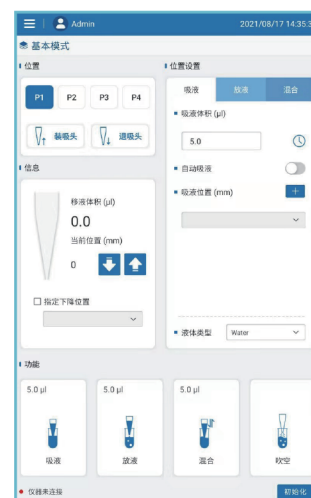 Admin
2021/08/17 14:35:3
基本模式
位置
P1 P2 P3 P4
装吸头 退吸头
信息
移液体积 (μl)
0.0
当前位置 (mm)
0
指定下降位置
位置设置
吸液 放液 混合
吸液体积 (μl)
5.0
自动吸液
吸液位置 (mm)
液体类型 Water
功能
5.0 μl 5.0 μl 5.0 μl
吸液 放液 混合 吹空
仪器未连接
初始化